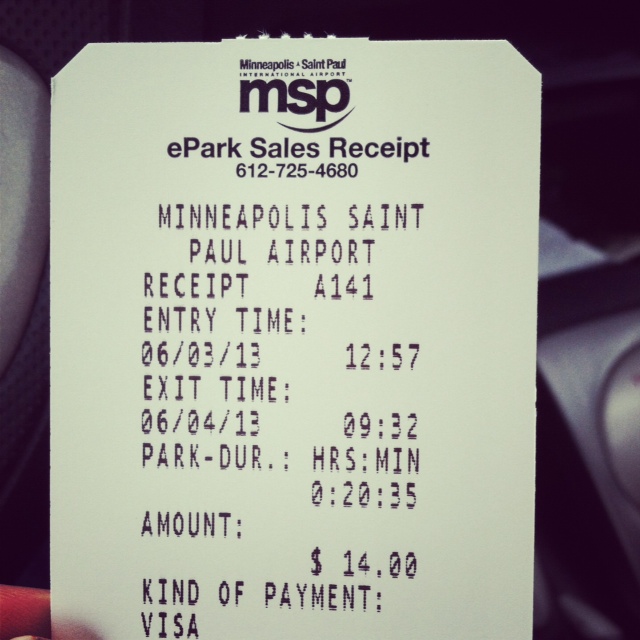 Minneapolis • Saint Paul
INTERNATIONAL AIRPORT
msp™
ePark Sales Receipt
612-725-4680
MINNEAPOLIS SAINT
PAUL AIRPORT
RECEIPT A141
ENTRY TIME:
06/03/13 12:57
EXIT TIME:
06/04/13 09:32
PARK-DUR.: HRS:MIN
0:20:35
AMOUNT:
$ 14.00
KIND OF PAYMENT:
VISA